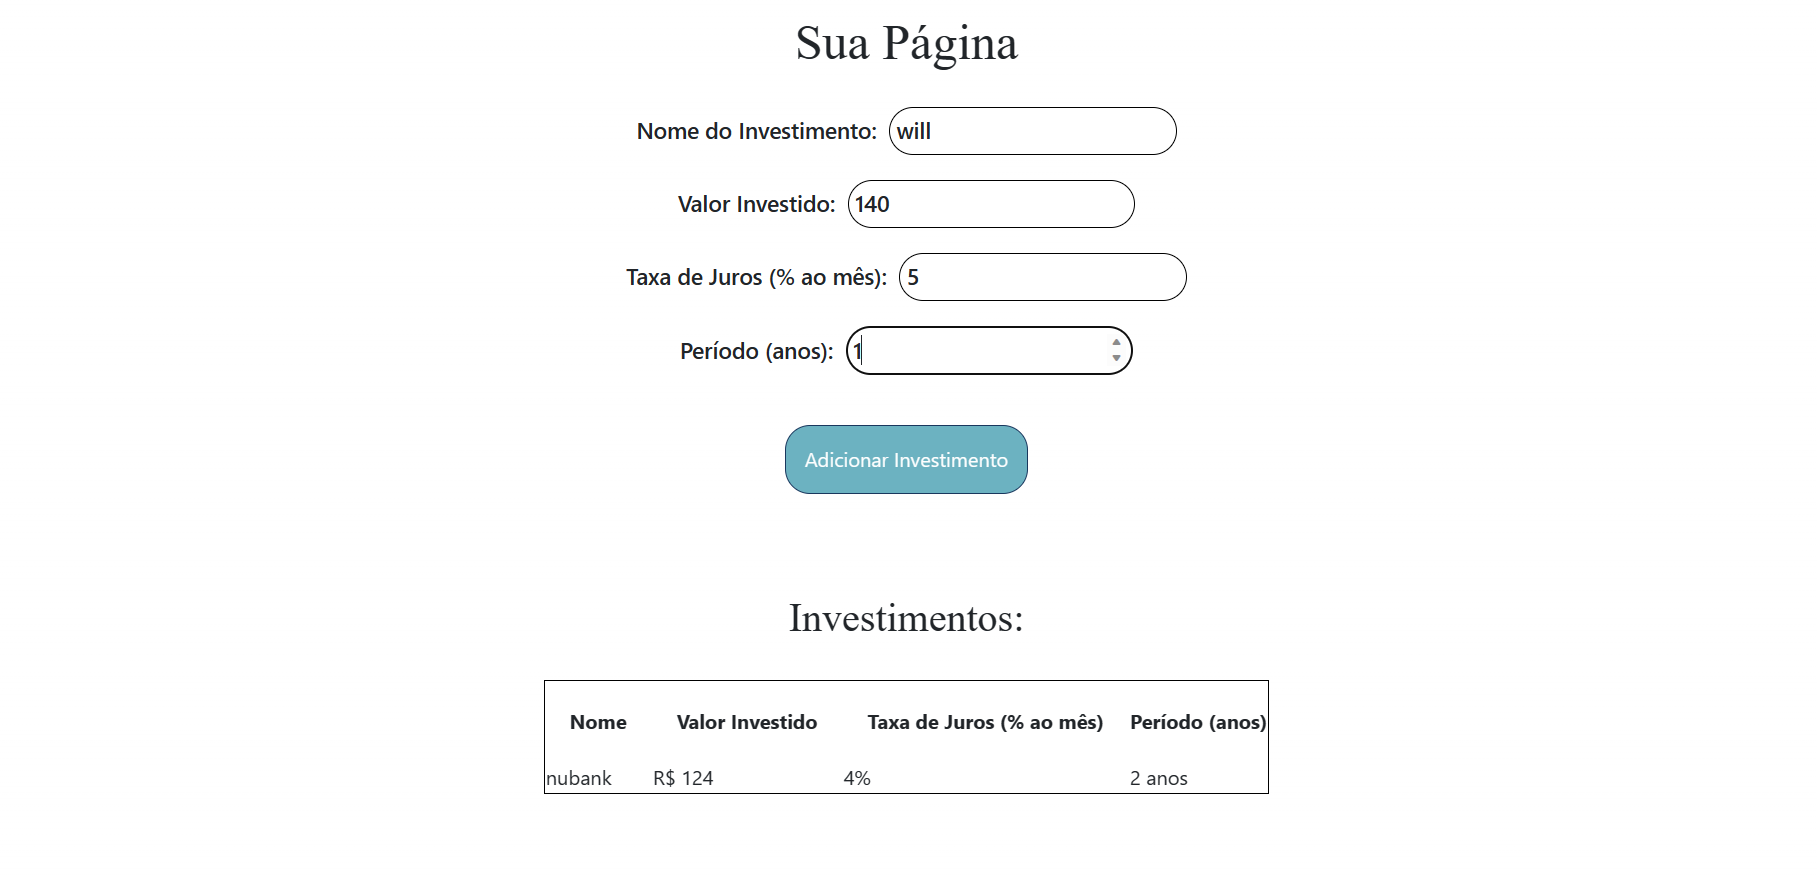 Sua Página
Nome do Investimento: will
Valor Investido: 140
Taxa de Juros (% ao mês): 5
Período (anos): 1
Adicionar Investimento
Investimentos:
Nome Valor Investido Taxa de Juros (% ao mês) Período (anos)
nubank R$ 124 4% 2 anos